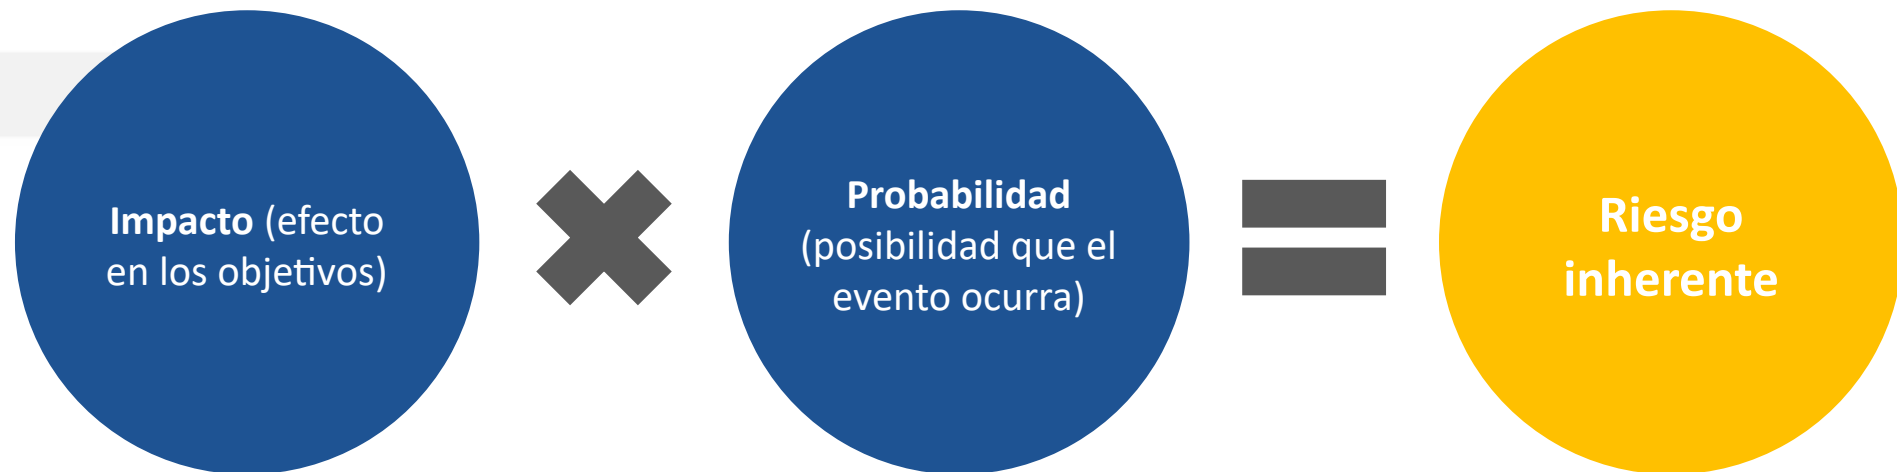 Impacto (efecto
en los objetivos)
Probabilidad
(posibilidad que el
evento ocurra)
Riesgo
inherente